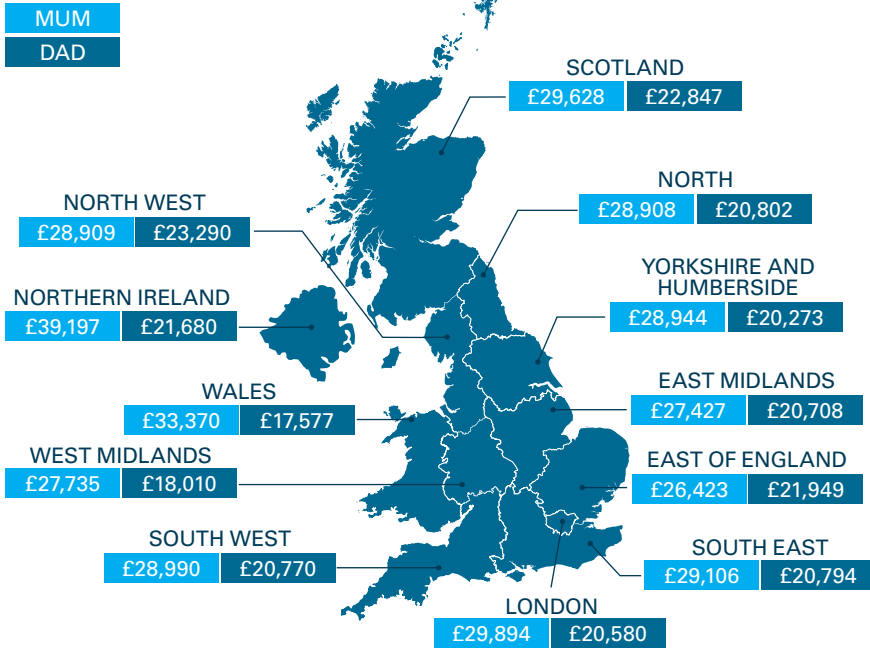 MUM
DAD
SCOTLAND
£29,628 £22,847
NORTH
£28,908 £20,802
NORTH WEST
£28,909 £23,290
YORKSHIRE AND
HUMBERSIDE
£28,944 £20,273
NORTHERN IRELAND
£39,197 £21,680
EAST MIDLANDS
£27,427 £20,708
WALES
£33,370 £17,577
WEST MIDLANDS
£27,735 £18,010
EAST OF ENGLAND
£26,423 £21,949
SOUTH WEST
£28,990 £20,770
SOUTH EAST
£29,106 £20,794
LONDON
£29,894 £20,580